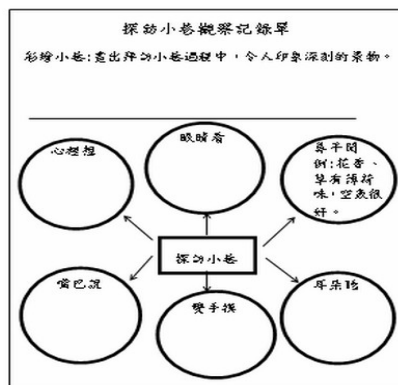 探訪小巷觀察記錄單
彩繪小巷:畫出拜訪小巷過程中，令人印象深刻的景物。
心裡想
眼睛看
鼻子聞
例:花香、
草有薄荷
味，空氣很
好。
探訪小巷
嘴巴說
雙手摸
耳朵聽